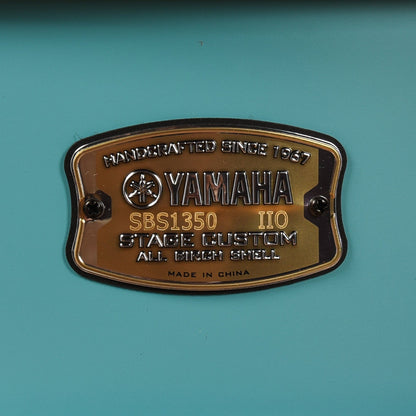 HANDCRAFTED SINCE 1967
YAMAHA
SBS1350 IIO
STAGE CUSTOM
ALL BIRCH SHELL
MADE IN CHINA